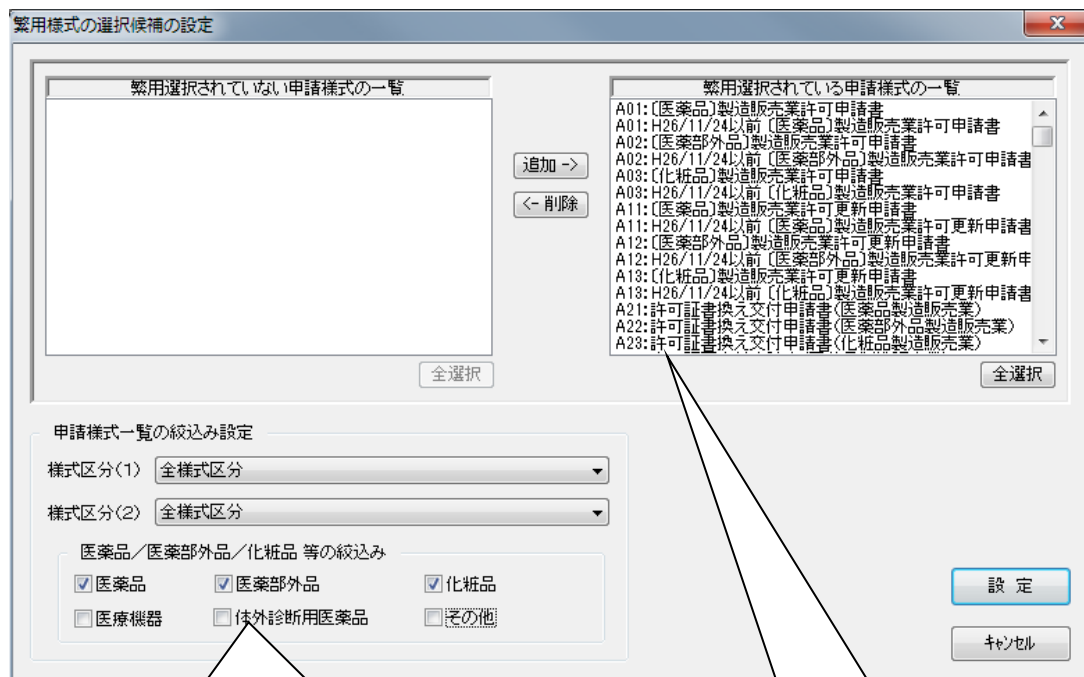 繁用様式の選択候補の設定
X
繁用選択されていない申請様式の一覧
繁用選択されている申請様式の一覧
A01:〔医薬品〕製造販売業許可申請書
A01:H26/11/24以前〔医薬品〕製造販売業許可申請書
A02:〔医薬部外品〕製造販売業許可申請書
A02:H26/11/24以前〔医薬部外品〕製造販売業許可申請書
A03:〔化粧品〕製造販売業許可申請書
A03:H26/11/24以前〔化粧品〕製造販売業許可申請書
A11:〔医薬品〕製造販売業許可更新申請書
A11:H26/11/24以前〔医薬品〕製造販売業許可更新申請書
A12:〔医薬部外品〕製造販売業許可更新申請書
A12:H26/11/24以前〔医薬部外品〕製造販売業許可更新申
A13:〔化粧品〕製造販売業許可更新申請書
A13:H26/11/24以前〔化粧品〕製造販売業許可更新申請書
A21:許可証書換え交付申請書(医薬品製造販売業)
A22:許可証書換え交付申請書(医薬部外品製造販売業)
A23:許可証書換え交付申請書(化粧品製造販売業)
追加 ->
<- 削除
全選択
全選択
申請様式一覧の絞込み設定
様式区分(1) 全様式区分
様式区分(2) 全様式区分
医薬品／医薬部外品／化粧品 等の絞込み
医薬品 医薬部外品 化粧品
医療機器 体外診断用医薬品 その他
設 定
ｷｬﾝｾﾙ